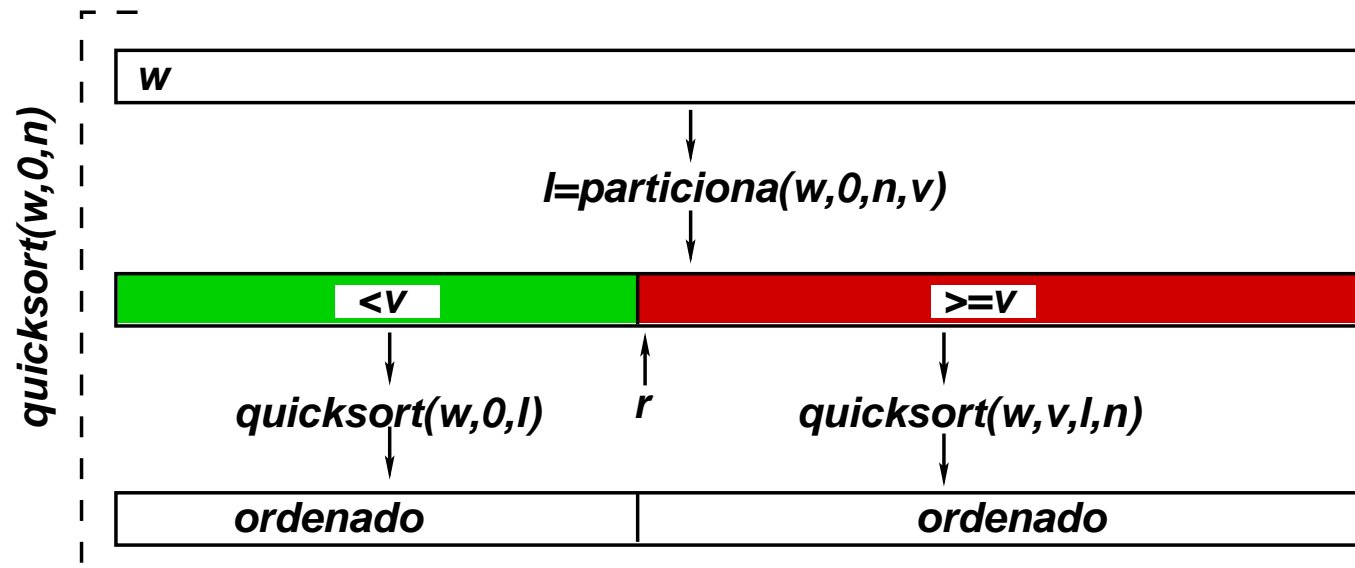 quicksort(w,0,n)
w
l=particiona(w,0,n,v)
<v
>=v
quicksort(w,0,l)
r
quicksort(w,v,l,n)
ordenado
ordenado